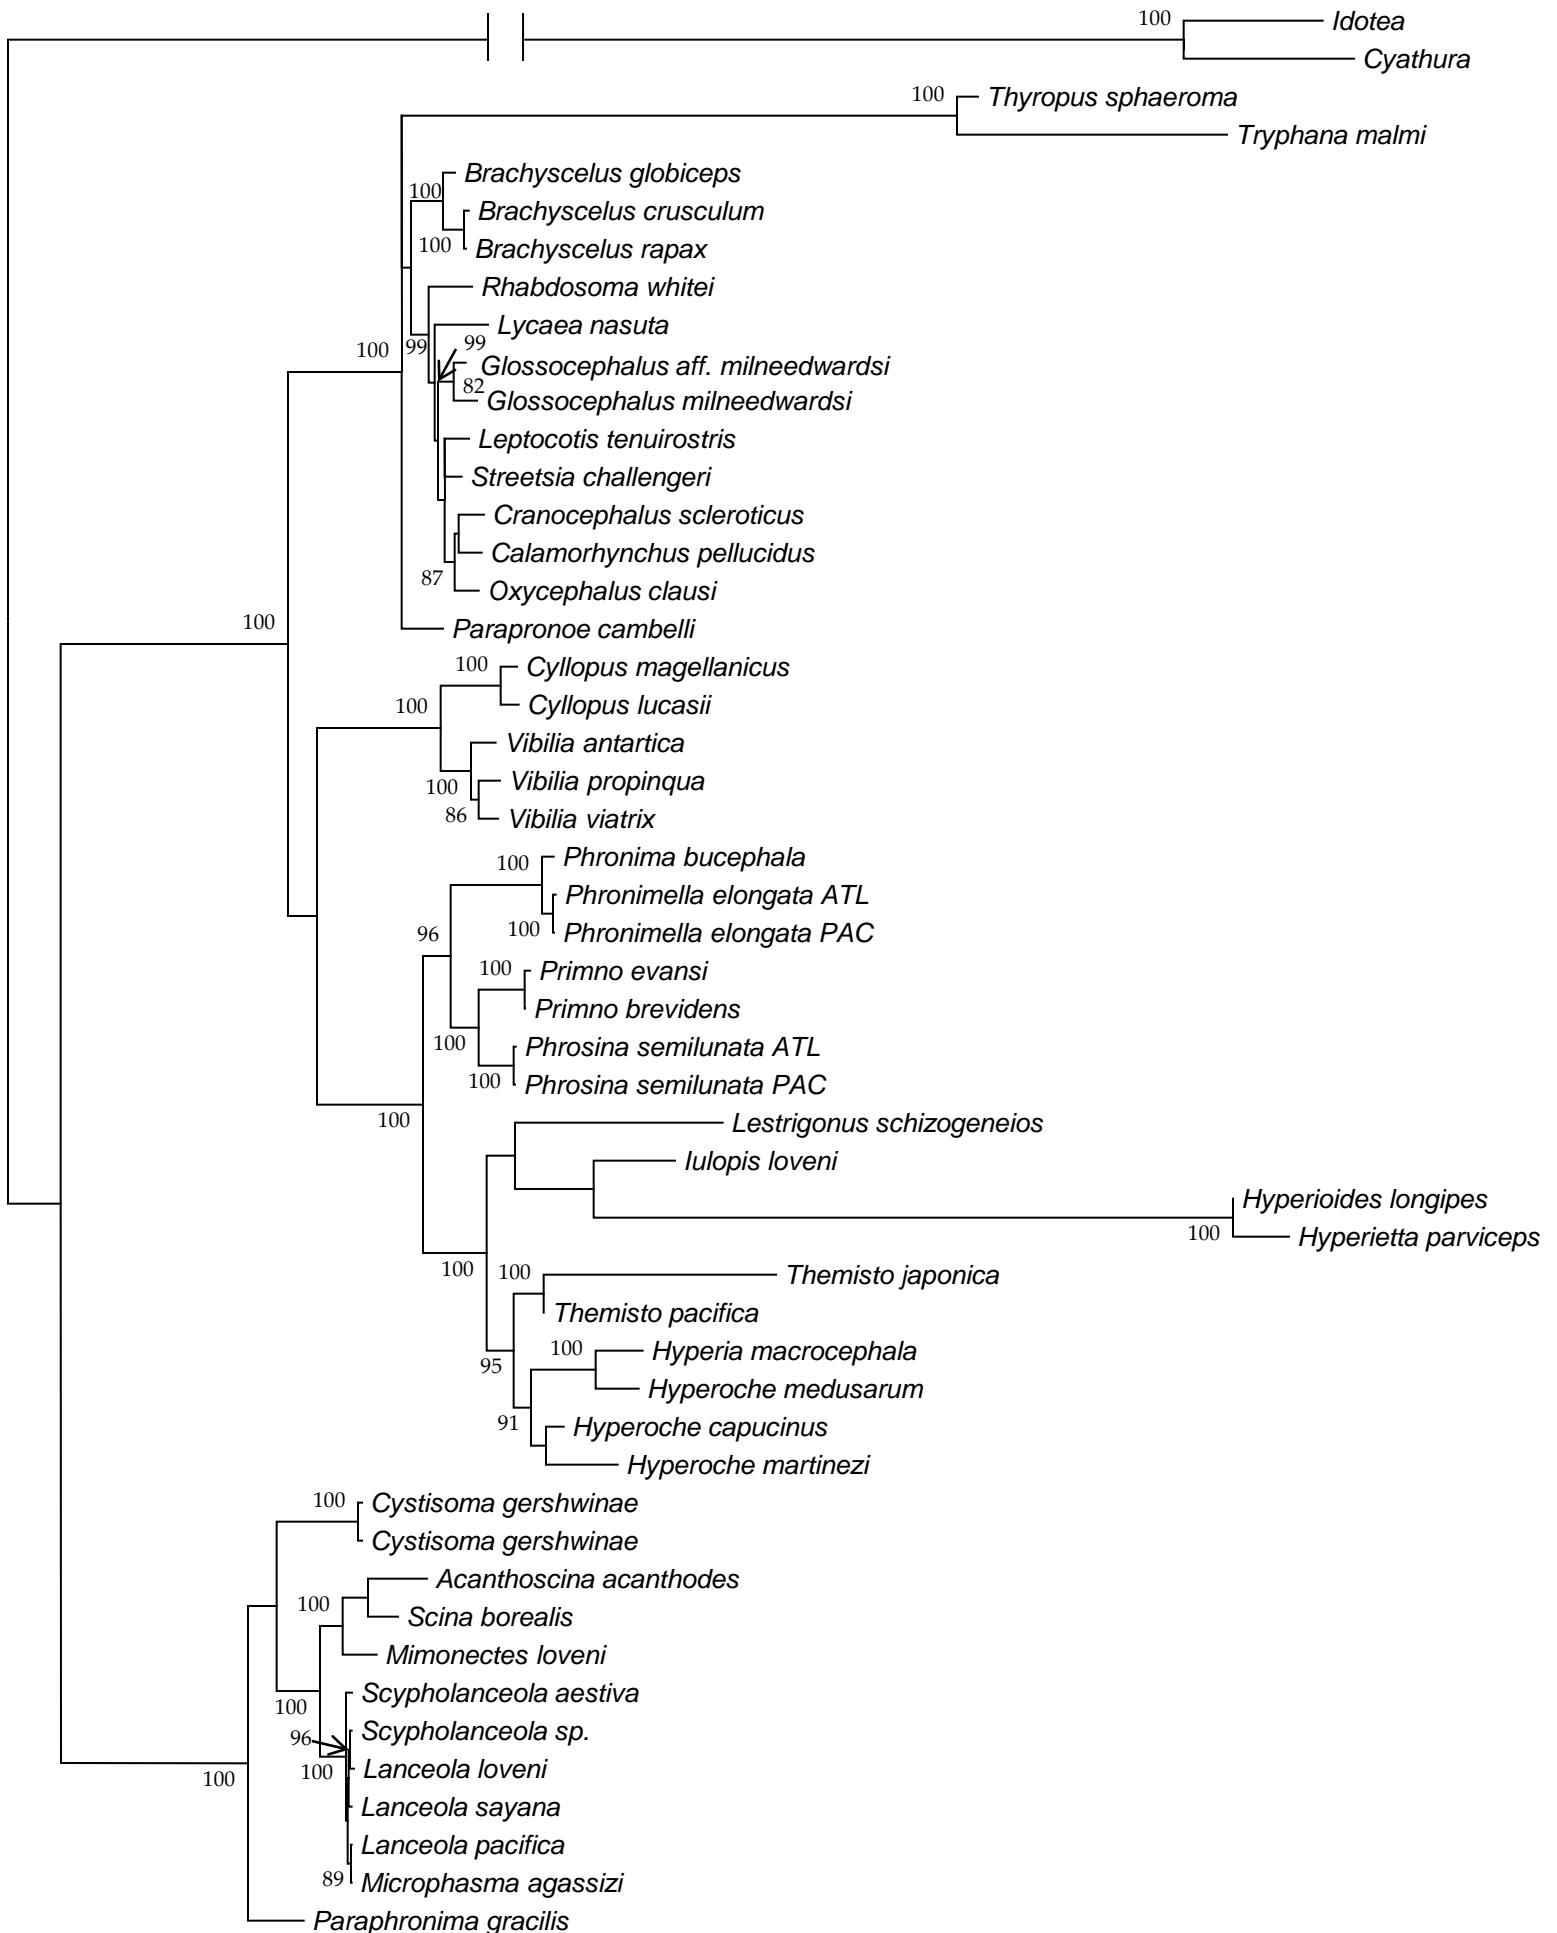 100
Idotea
Cyathura
100
Thyropus sphaeroma
Tryphana malmi
Brachyscelus globiceps
100
Brachyscelus crusculum
100
Brachyscelus rapax
Rhabdosoma whitei
Lycaea nasuta
100
99
99
Glossocephalus aff. milneedwardsi
82
Glossocephalus milneedwardsi
Leptocotis tenuirostris
Streetsia challengeri
Cranocephalus scleroticus
Calamorhynchus pellucidus
87
Oxycephalus clausi
100
Parapronoe cambelli
100
Cyllopus magellanicus
100
Cyllopus lucasii
Vibilia antartica
100
Vibilia propinqua
86
Vibilia viatrix
100
Phronima bucephala
Phronimella elongata ATL
96
100
Phronimella elongata PAC
100
Primno evansi
Primno brevidens
100
Phrosina semilunata ATL
100
Phrosina semilunata PAC
100
Lestrigonus schizogeneios
Iulopis loveni
Hyperioides longipes
100
Hyperietta parviceps
100
100
Themisto japonica
Themisto pacifica
100
Hyperia macrocephala
95
Hyperoche medusarum
91
Hyperoche capucinus
Hyperoche martinezi
100
Cystisoma gershwinae
Cystisoma gershwinae
Acanthoscina acanthodes
100
Scina borealis
Mimonectes loveni
Scypholanceola aestiva
100
96
Scypholanceola sp.
100
100
Lanceola loveni
Lanceola sayana
Lanceola pacifica
89
Microphasma agassizi
Paraphronima gracilis